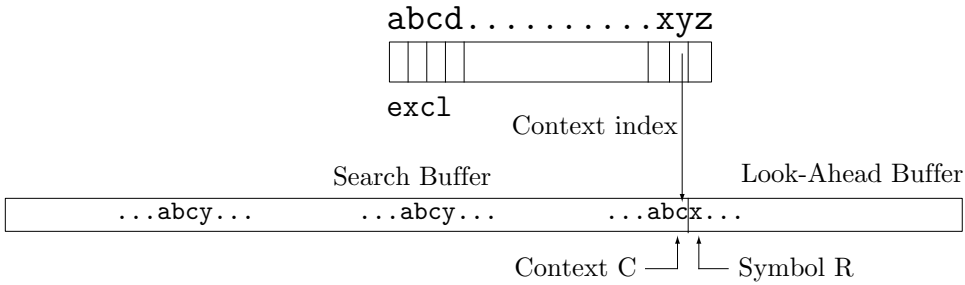 abcd..........xyz
excl
Context index
Search Buffer
Look-Ahead Buffer
...abcy... ...abcy... ...abcx...
Context C
Symbol R